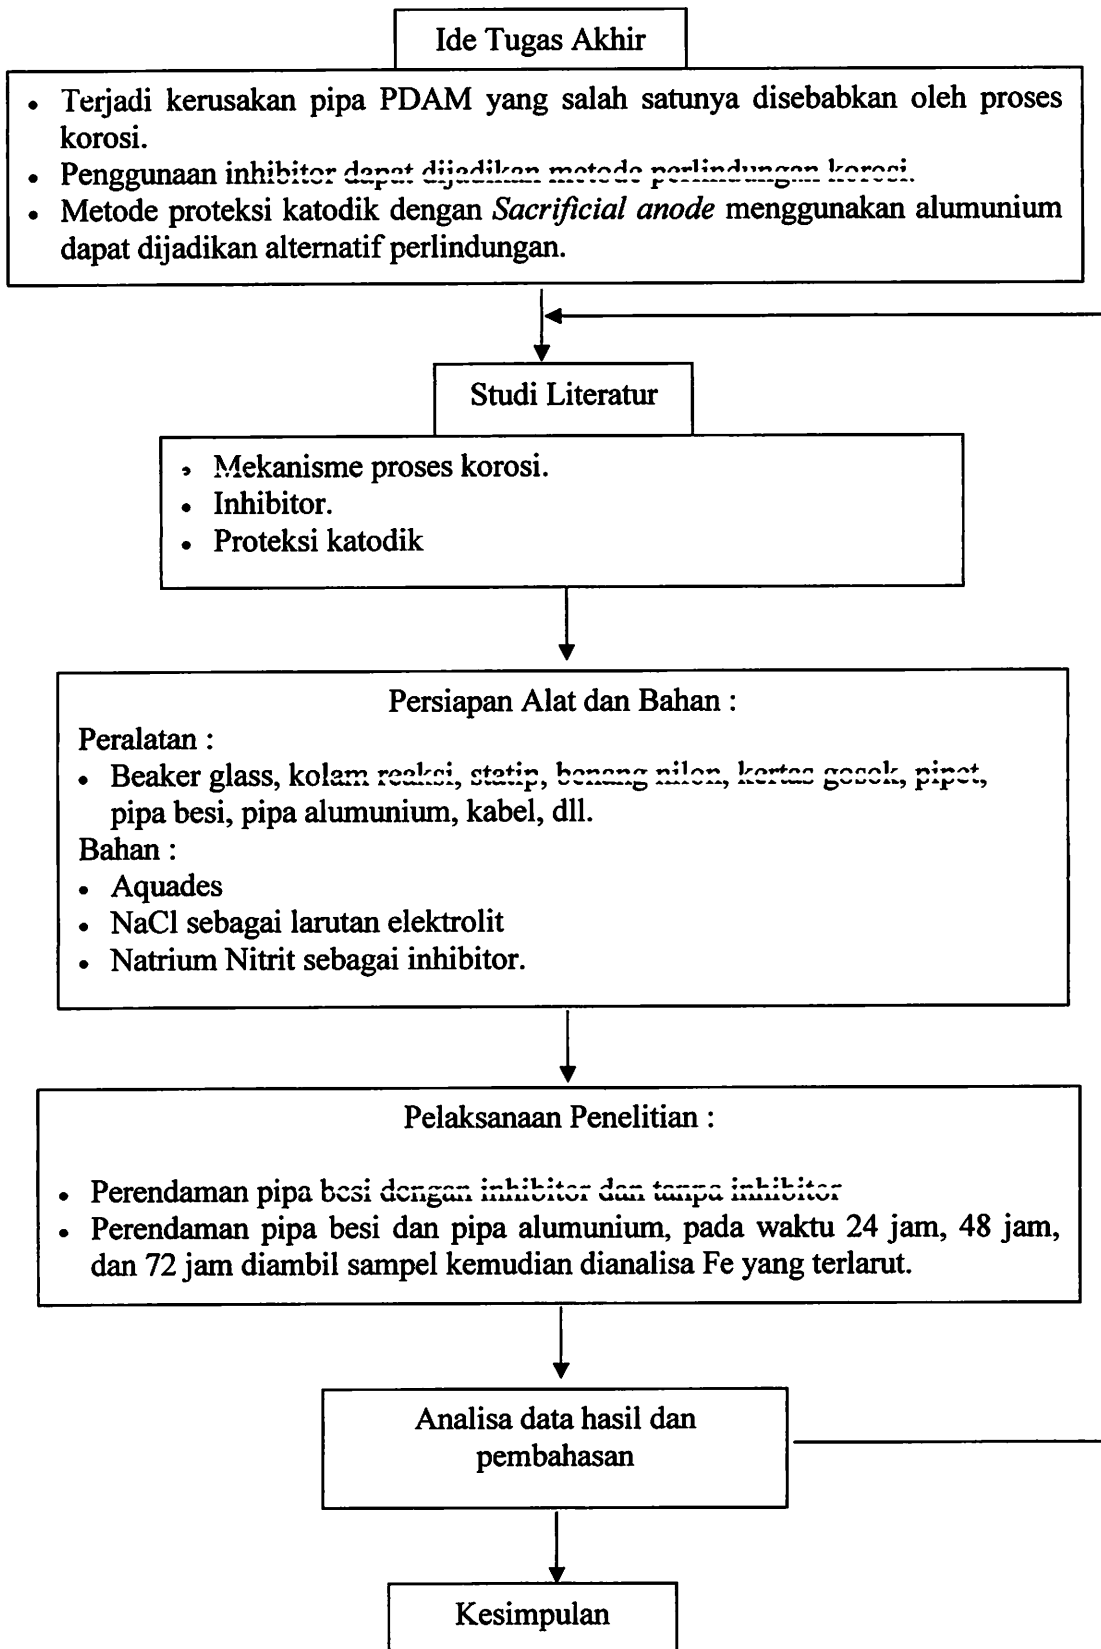 Ide Tugas Akhir
• Terjadi kerusakan pipa PDAM yang salah satunya disebabkan oleh proses
korosi.
• Penggunaan inhibitor dapat dijadikan metode perlindungan korosi.
• Metode proteksi katodik dengan Sacrificial anode menggunakan alumunium
dapat dijadikan alternatif perlindungan.
Studi Literatur
• Mekanisme proses korosi.
• Inhibitor.
• Proteksi katodik
Persiapan Alat dan Bahan :
Peralatan :
• Beaker glass, kolam reaksi, statip, benang nilon, kertas gosok, pipet,
pipa besi, pipa alumunium, kabel, dll.
Bahan :
• Aquades
• NaCl sebagai larutan elektrolit
• Natrium Nitrit sebagai inhibitor.
Pelaksanaan Penelitian :
• Perendaman pipa besi dengan inhibitor dan tanpa inhibitor
• Perendaman pipa besi dan pipa alumunium, pada waktu 24 jam, 48 jam,
dan 72 jam diambil sampel kemudian dianalisa Fe yang terlarut.
Analisa data hasil dan
pembahasan
Kesimpulan